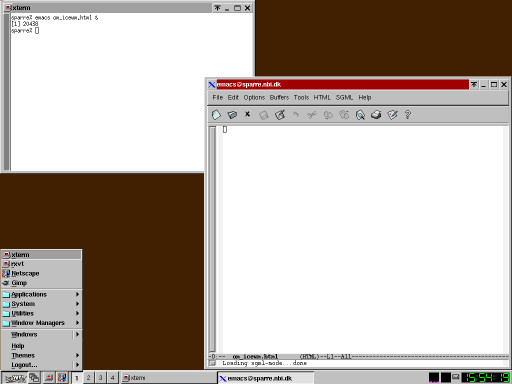 xterm
sparre% emacs om_icewm.html &
[1] 20438
sparre%
emacs@sparre.nbi.dk
File Edit Options Buffers Tools HTML SGML Help
xterm
rxvt
Netscape
Gimp
Applications
System
Utilities
Window Managers
Windows
Help
Themes
Logout...
om_icewm.html (HTML)--L1--All
Loading sgml-mode...done
1 2 3 4 xterm emacs@sparre.nbi.dk 15:54:19